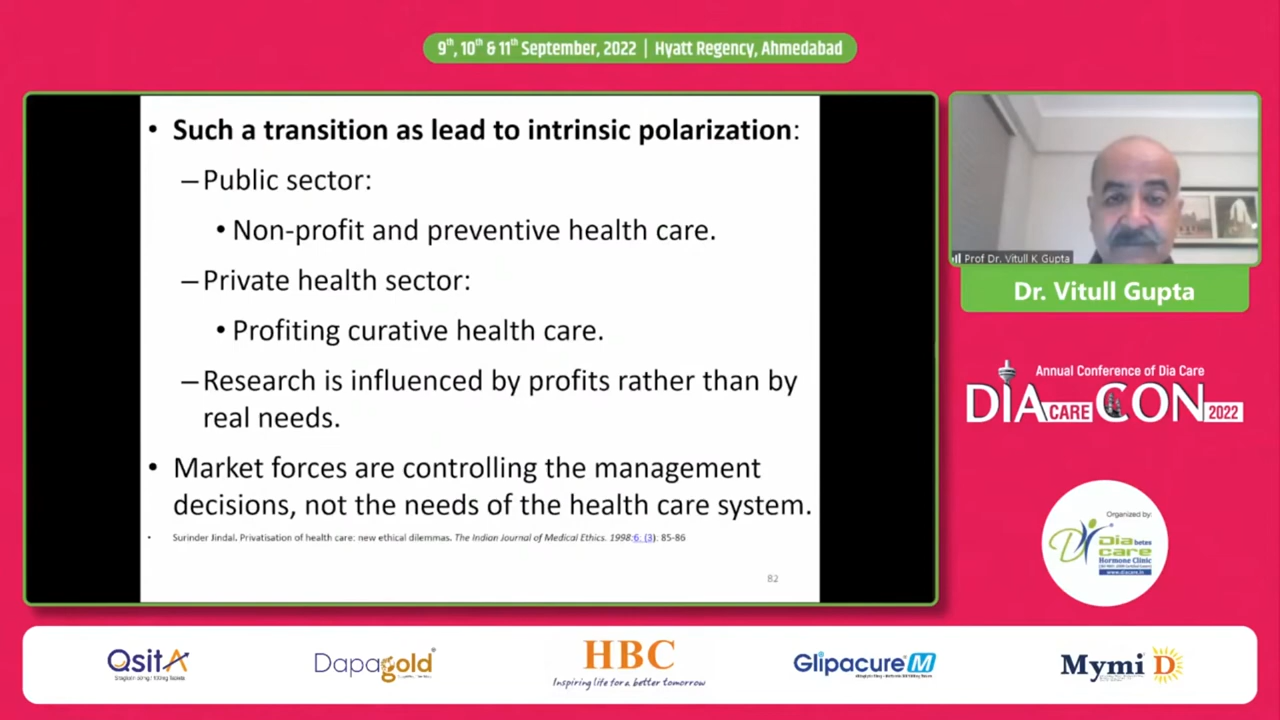 9th, 10th & 11th September, 2022 | Hyatt Regency, Ahmedabad
• Such a transition as lead to intrinsic polarization:
– Public sector:
• Non-profit and preventive health care.
– Private health sector:
• Profiting curative health care.
– Research is influenced by profits rather than by
real needs.
• Market forces are controlling the management
decisions, not the needs of the health care system.
• Surinder Jindal. Privatisation of health care: new ethical dilemmas. The Indian Journal of Medical Ethics. 1998:6: (3): 85-86
82
Prof Dr. Vitull K Gupta
Dr. Vitull Gupta
Annual Conference of Dia Care
DIA CARE CON 2022
Organized by:
Diabetes
care
Hormone Clinic
www.diacare.in
QsitA
Dapagold
HBC
Inspiring life for a better tomorrow
Glipacure M
Mymi D